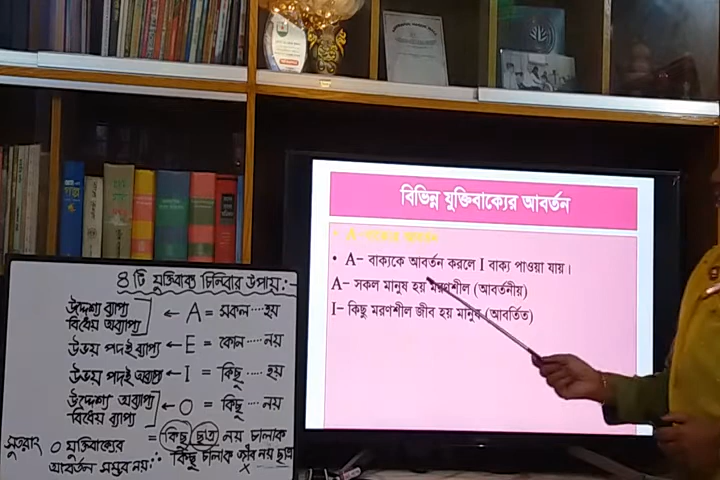 বিভিন্ন যুক্তিবাক্যের আবর্তন
• A- বাক্যকে আবর্তন করলে I বাক্য পাওয়া যায়।
A- সকল মানুষ হয় মরণশীল (আবর্তনীয়)
I- কিছু মরণশীল জীব হয় মানুষ (আবর্তিত)
৪ টি যুক্তিবাক্য চিনিবার উপায়:-
উদ্দেশ্য ব্যাপ্য
বিধেয় অব্যাপ্য ← A = সকল ···· হয়
উভয় পদই ব্যাপ্য ← E = কোন ····· নয়
উভয় পদই অব্যাপ্য ← I = কিছু ···· হয়
উদ্দেশ্য অব্যাপ্য
বিধেয় ব্যাপ্য ← O = কিছু ···· নয়
= কিছু ছাত্র নয় চালাক
সুতরাং O যুক্তিবাক্যের
আবর্তন সম্ভব নয় ∴ কিছু চালাক জীব নয় ছাত্র
x